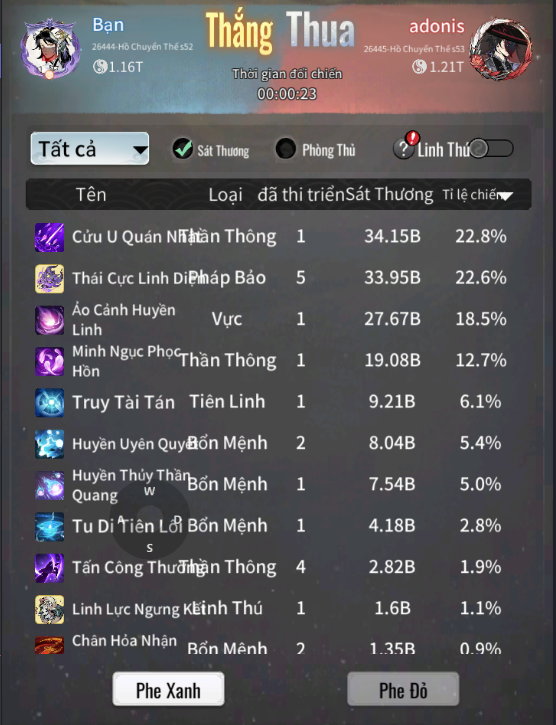 Bạn
26444-Hồ Chuyển Thế s52
1.16T
Thắng Thua
Thời gian đối chiến
00:00:23
adonis
26445-Hồ Chuyển Thế s53
1.21T
Tất cả
Sát Thương
Phòng Thủ
? Linh Thú
Tên Loại đã thi triển Sát Thương Tỉ lệ chiến
Cửu U Quán Nhật Thần Thông 1 34.15B 22.8%
Thái Cực Linh Diện Pháp Bảo 5 33.95B 22.6%
Ảo Cảnh Huyền
Linh Vực 1 27.67B 18.5%
Minh Ngục Phọc
Hồn Thần Thông 1 19.08B 12.7%
Truy Tài Tán Tiên Linh 1 9.21B 6.1%
Huyền Uyên Quyết Bổn Mệnh 2 8.04B 5.4%
Huyền Thủy Thần
Quang Bổn Mệnh 1 7.54B 5.0%
W
A D
S
Tu Di Tiên Lôi Bổn Mệnh 1 4.18B 2.8%
Tấn Công Thường Thần Thông 4 2.82B 1.9%
Linh Lực Ngưng Kết Linh Thú 1 1.6B 1.1%
Chân Hỏa Nhận Bổn Mệnh 2 1.35B 0.9%
Phe Xanh
Phe Đỏ